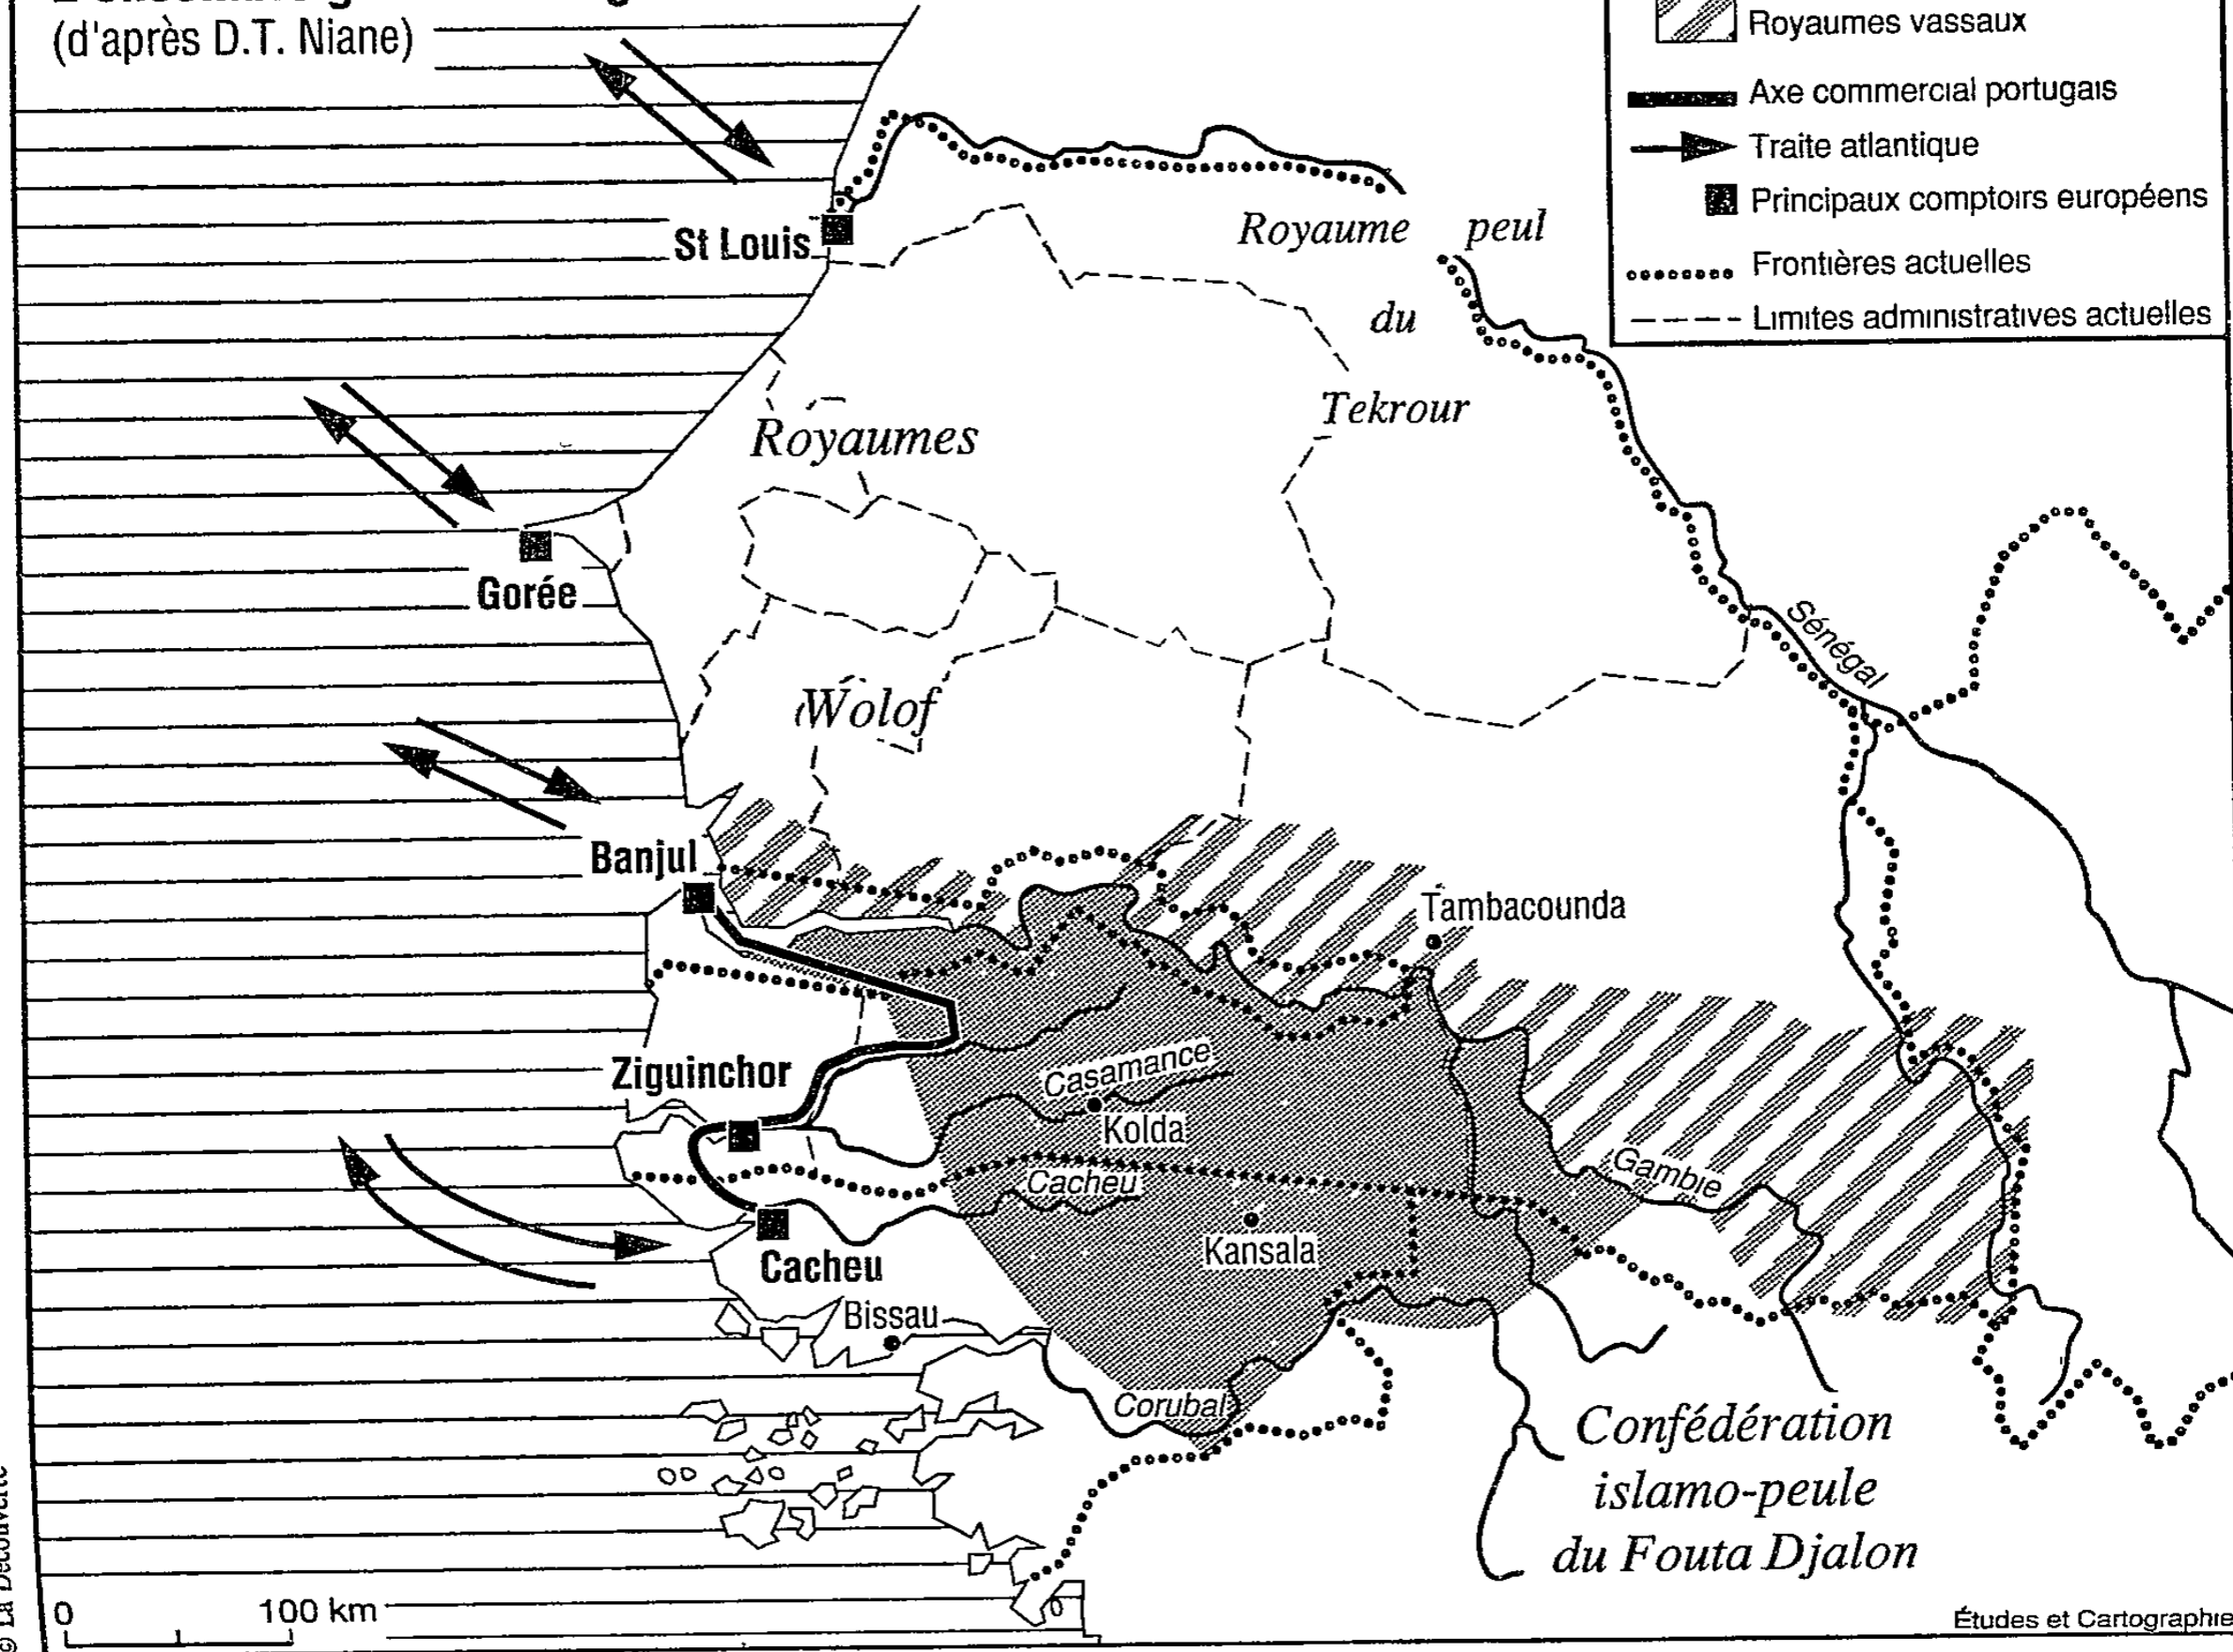 (d'après D.T. Niane)
Royaumes vassaux
Axe commercial portugais
Traite atlantique
Principaux comptoirs européens
Frontières actuelles
Limites administratives actuelles
St Louis
Royaume peul
du
Tekrour
Royaumes
Gorée
Sénégal
Wolof
Banjul
Tambacounda
Ziguinchor
Casamance
Kolda
Cacheu
Gambie
Kansala
Cacheu
Bissau
Corubal
Confédération
islamo-peule
du Fouta Djalon
0 100 km
Études et Cartographie
© La Découverte